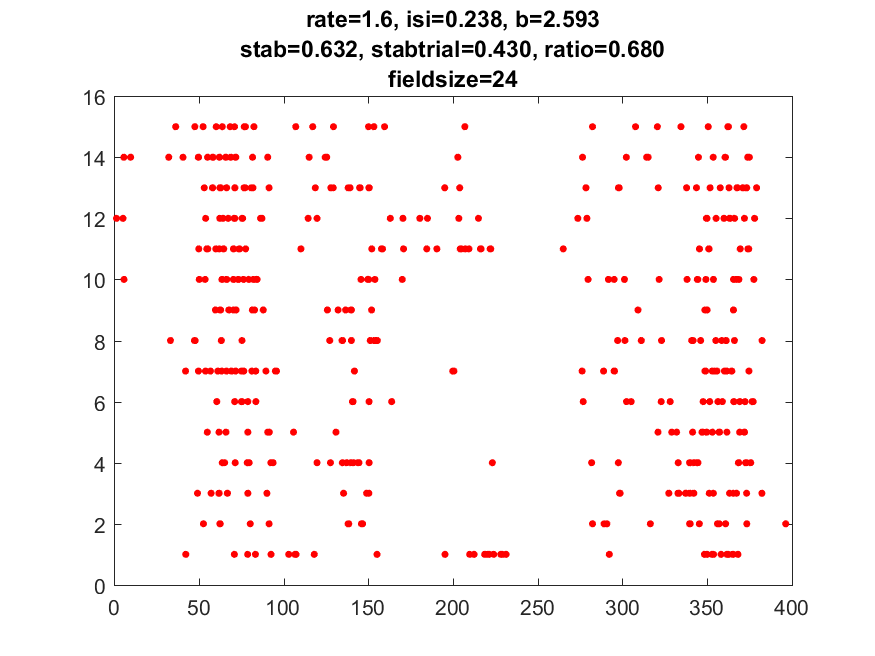 rate=1.6, isi=0.238, b=2.593
stab=0.632, stabtrial=0.430, ratio=0.680
fieldsize=24
16
14
12
10
8
6
4
2
0
0 50 100 150 200 250 300 350 400